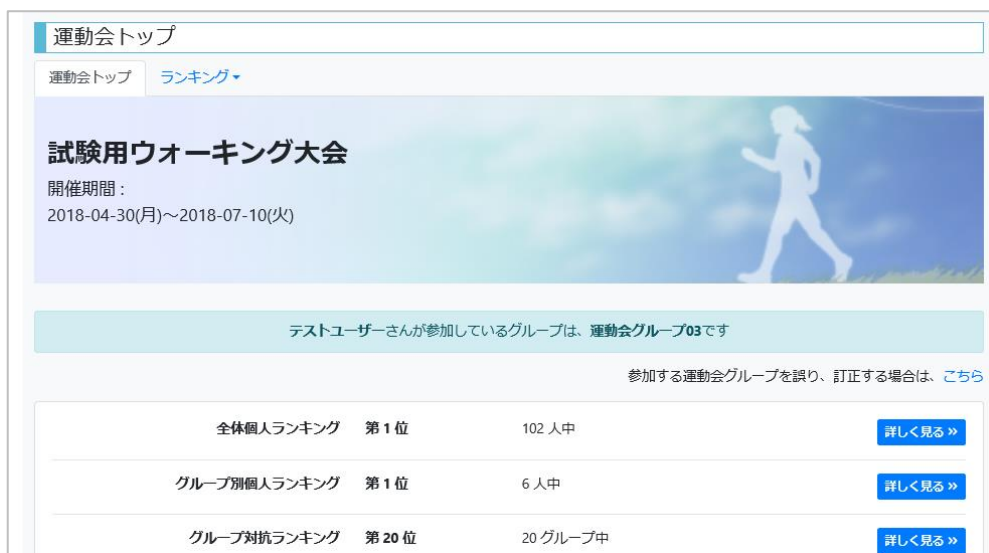 運動会トップ
運動会トップ ランキング
試験用ウォーキング大会
開催期間：
2018-04-30(月)～2018-07-10(火)
テストユーザーさんが参加しているグループは、運動会グループ03です
参加する運動会グループを誤り、訂正する場合は、こちら
全体個人ランキング 第 1 位 102 人中 詳しく見る »
グループ別個人ランキング 第 1 位 6 人中 詳しく見る »
グループ対抗ランキング 第 20 位 20 グループ中 詳しく見る »